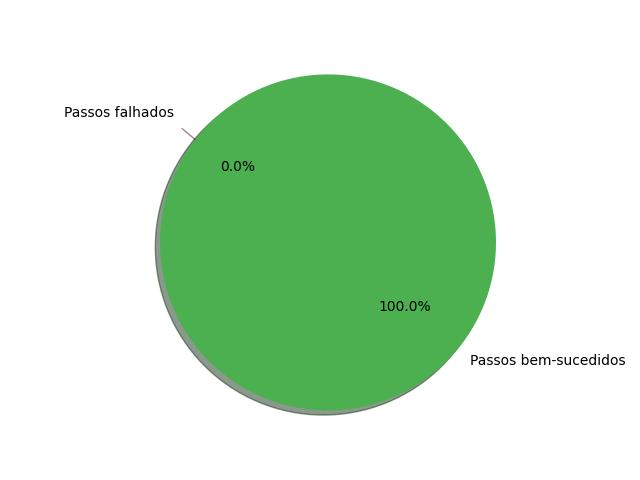 Passos falhados
0.0%
100.0%
Passos bem-sucedidos